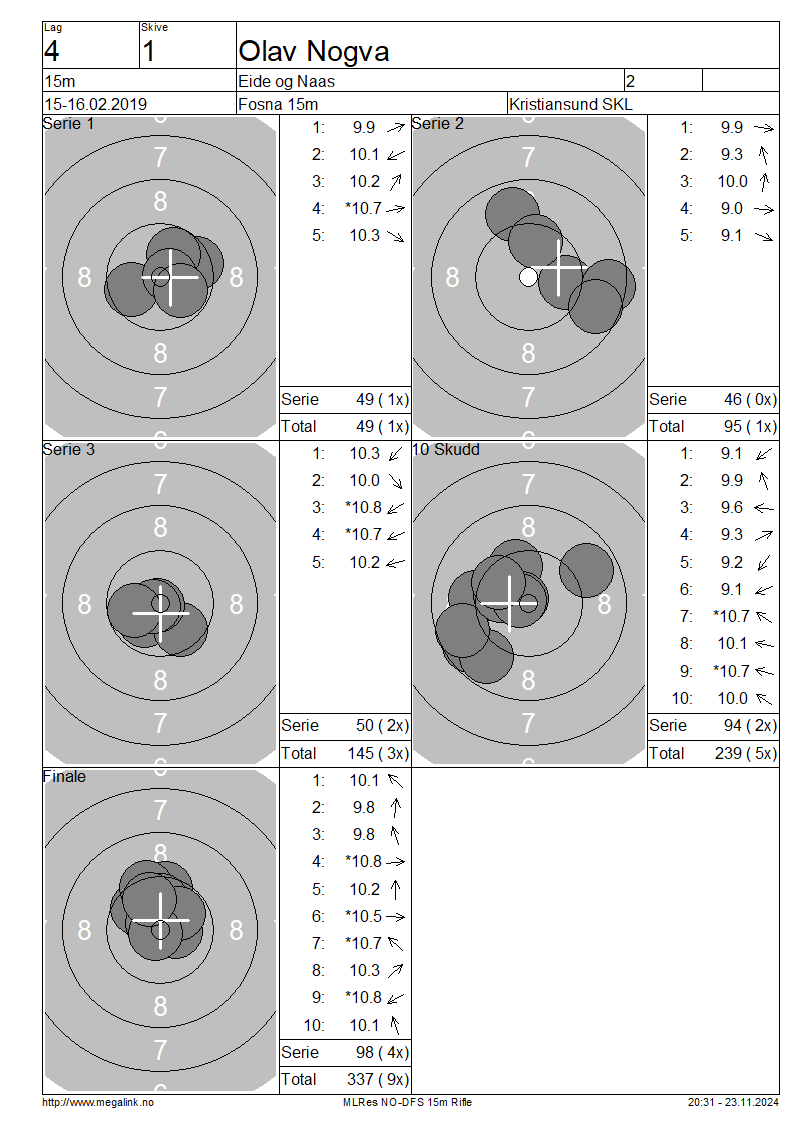 Lag
4
Skive
1
Olav Nogva
15m
Eide og Naas
2
15-16.02.2019
Fosna 15m
Kristiansund SKL
Serie 1
6
7
8
8
8
8
7
6
1: 9.9
2: 10.1
3: 10.2
4: *10.7
5: 10.3
Serie 49 ( 1x)
Total 49 ( 1x)
Serie 2
6
7
8
8
8
7
6
1: 9.9
2: 9.3
3: 10.0
4: 9.0
5: 9.1
Serie 46 ( 0x)
Total 95 ( 1x)
Serie 3
7
8
8
8
8
7
6
1: 10.3
2: 10.0
3: *10.8
4: *10.7
5: 10.2
Serie 50 ( 2x)
Total 145 ( 3x)
10 Skudd
7
8
8
8
7
6
1: 9.1
2: 9.9
3: 9.6
4: 9.3
5: 9.2
6: 9.1
7: *10.7
8: 10.1
9: *10.7
10: 10.0
Serie 94 ( 2x)
Total 239 ( 5x)
Finale
7
8
8
8
8
7
6
1: 10.1
2: 9.8
3: 9.8
4: *10.8
5: 10.2
6: *10.5
7: *10.7
8: 10.3
9: *10.8
10: 10.1
Serie 98 ( 4x)
Total 337 ( 9x)
http://www.megalink.no
MLRes NO-DFS 15m Rifle
20:31 - 23.11.2024